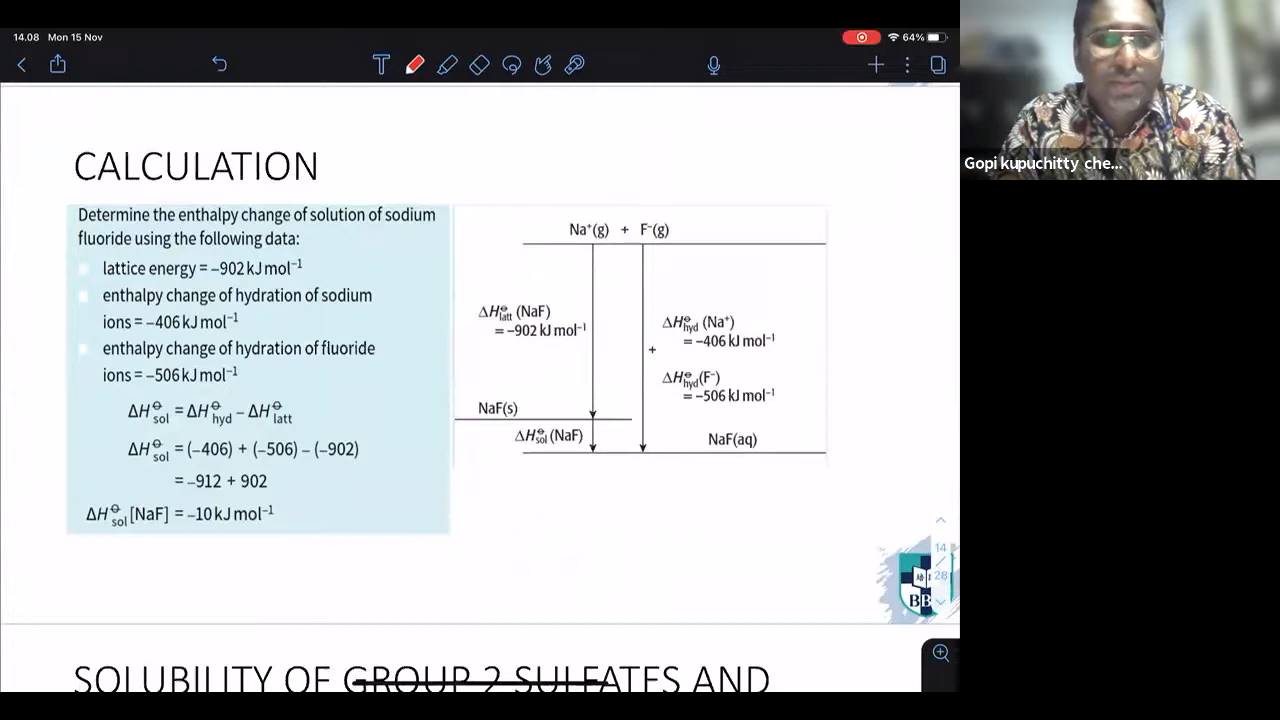 14.08 Mon 15 Nov
64%
Gopi kupuchitty che...
CALCULATION
Determine the enthalpy change of solution of sodium
fluoride using the following data:
lattice energy = –902 kJ mol⁻¹
enthalpy change of hydration of sodium
ions = –406 kJ mol⁻¹
enthalpy change of hydration of fluoride
ions = –506 kJ mol⁻¹
ΔH⦵sol = ΔH⦵hyd – ΔH⦵latt
ΔH⦵sol = (–406) + (–506) – (–902)
= –912 + 902
ΔH⦵sol [NaF] = –10 kJ mol⁻¹
Na⁺(g) + F⁻(g)
ΔH⦵latt (NaF)
= –902 kJ mol⁻¹
ΔH⦵hyd (Na⁺)
= –406 kJ mol⁻¹
+
ΔH⦵hyd(F⁻)
= –506 kJ mol⁻¹
NaF(s)
ΔH⦵sol(NaF)
NaF(aq)
14
/
28
BB
SOLUBILITY OF GROUP 2 SULFATES AND